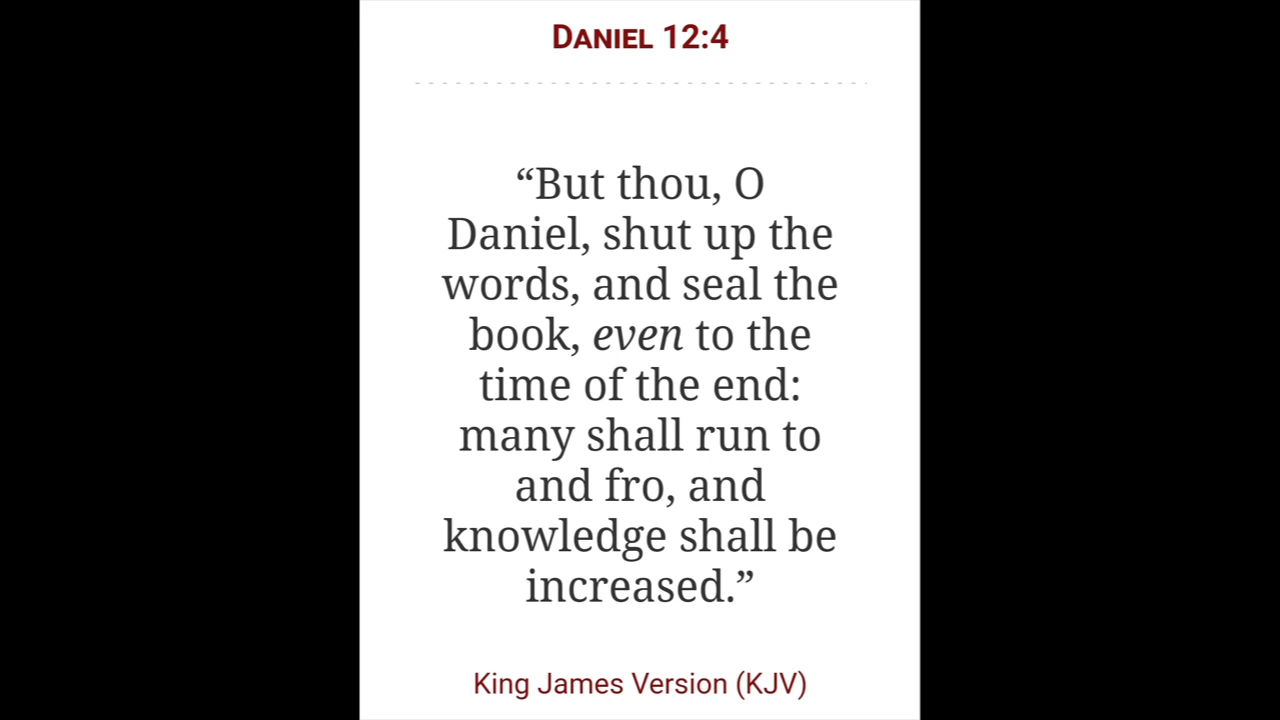 DANIEL 12:4
“But thou, O
Daniel, shut up the
words, and seal the
book, even to the
time of the end:
many shall run to
and fro, and
knowledge shall be
increased.”
King James Version (KJV)